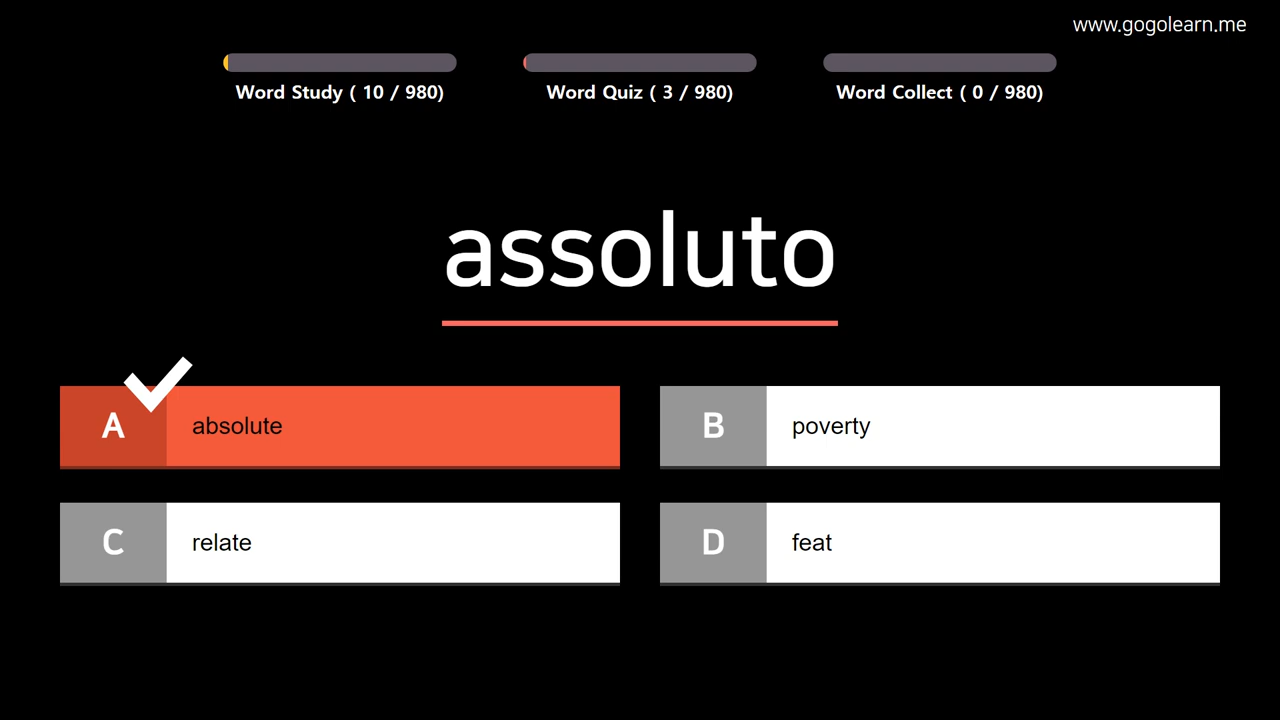 www.gogolearn.me
Word Study ( 10 / 980)
Word Quiz ( 3 / 980)
Word Collect ( 0 / 980)
assoluto
A absolute
B poverty
C relate
D feat